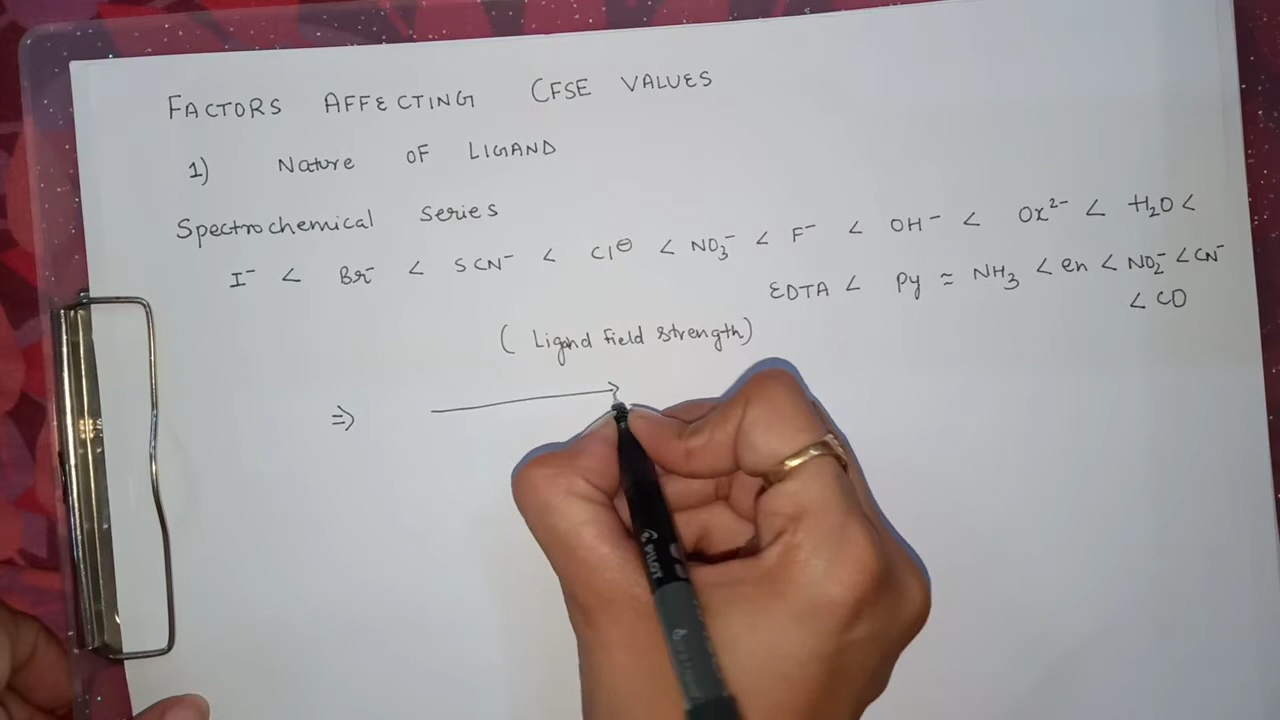 FACTORS AFFECTING CFSE VALUES
1) Nature OF LIGAND
Spectrochemical Series
I⁻ < Br⁻ < SCN⁻ < Cl⊖ < NO₃⁻ < F⁻ < OH⁻ < Ox²⁻ < H₂O <
EDTA < Py ≈ NH₃ < en < NO₂⁻ < CN⁻
< CO
( Ligand field strength)
⇒ →
PILOT